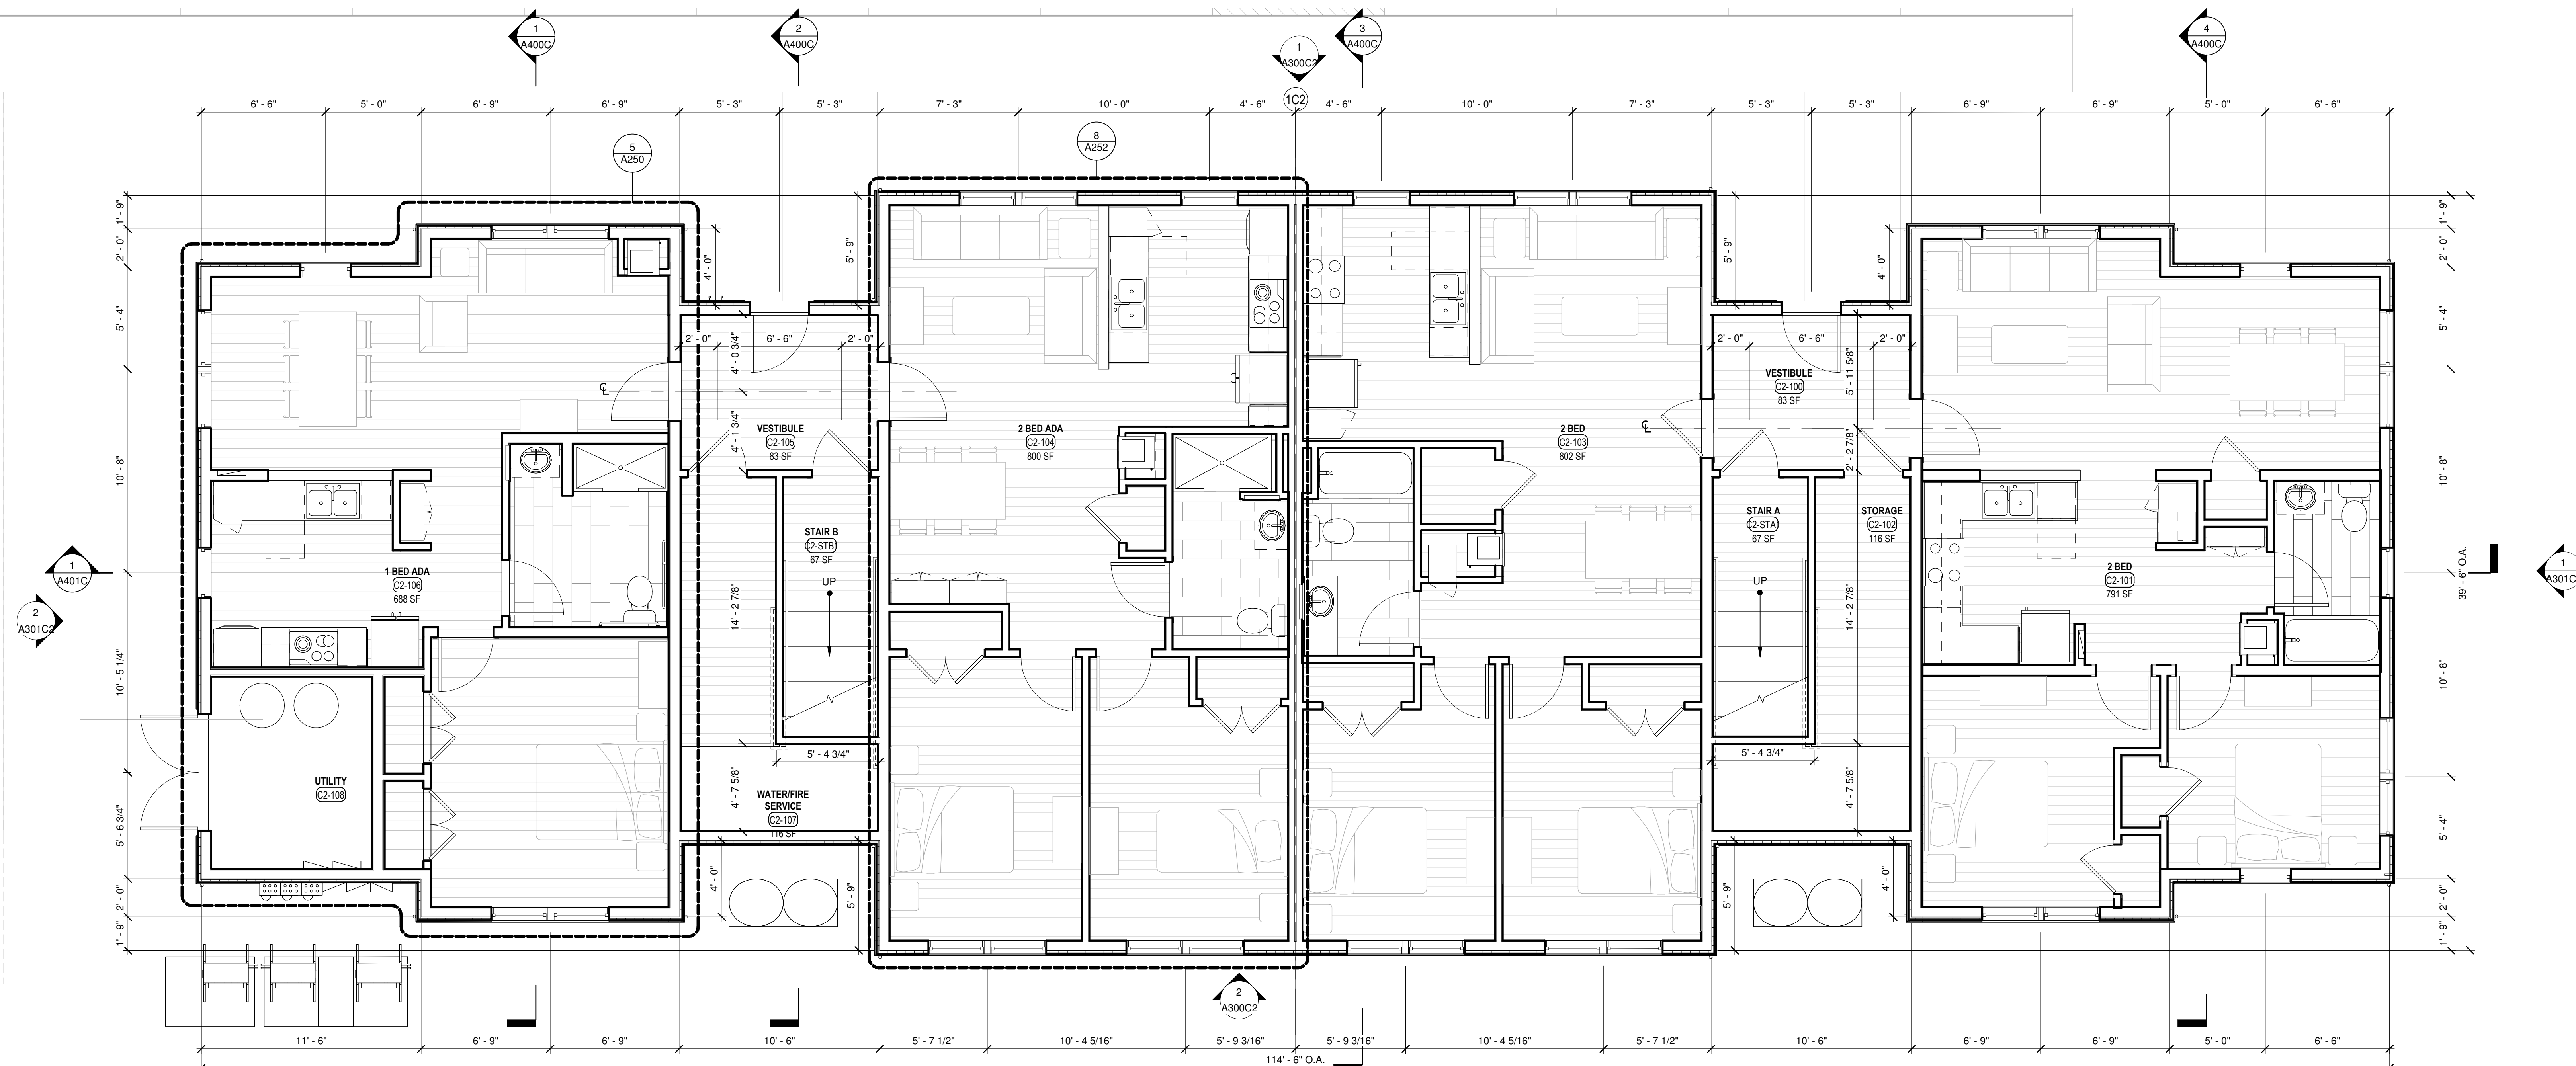 1
A400C
2
A400C
1
A300C2
3
A400C
4
A400C
1C2
6' - 6" 5' - 0" 6' - 9" 6' - 9" 5' - 3" 5' - 3" 7' - 3" 10' - 0" 4' - 6" 4' - 6" 10' - 0" 7' - 3" 5' - 3" 5' - 3" 6' - 9" 6' - 9" 5' - 0" 6' - 6"
5
A250
8
A252
1' - 9"
2' - 0"
5' - 4"
10' - 8"
10' - 5 1/4"
5' - 6 3/4"
2' - 0"
1' - 9"
4' - 0"
5' - 9"
2' - 0" 6' - 6" 2' - 0"
4' - 0 3/4"
4' - 1 3/4"
14' - 2 7/8"
4' - 7 5/8"
5' - 4 3/4"
4' - 0"
5' - 9"
VESTIBULE
C2-105
83 SF
STAIR B
C2-STB1
67 SF
UP
WATER/FIRE
SERVICE
C2-107
116 SF
1 BED ADA
C2-106
688 SF
UTILITY
C2-108
2 BED ADA
C2-104
800 SF
2 BED
C2-103
802 SF
5' - 9"
4' - 0"
2' - 0" 6' - 6" 2' - 0"
5' - 11 5/8"
2' - 2 7/8"
14' - 2 7/8"
4' - 7 5/8"
5' - 4 3/4"
5' - 9"
4' - 0"
VESTIBULE
C2-100
83 SF
STAIR A
C2-STA1
67 SF
UP
STORAGE
C2-102
116 SF
2 BED
C2-101
791 SF
1' - 9"
2' - 0"
5' - 4"
10' - 8"
10' - 8"
5' - 4"
2' - 0"
1' - 9"
39' - 6" O.A.
1
A401C
2
A301C2
1
2
A300C2
11' - 6" 6' - 9" 6' - 9" 10' - 6" 5' - 7 1/2" 10' - 4 5/16" 5' - 9 3/16" 5' - 9 3/16" 10' - 4 5/16" 5' - 7 1/2" 10' - 6" 6' - 9" 6' - 9" 5' - 0" 6' - 6"
114' - 6" O.A.